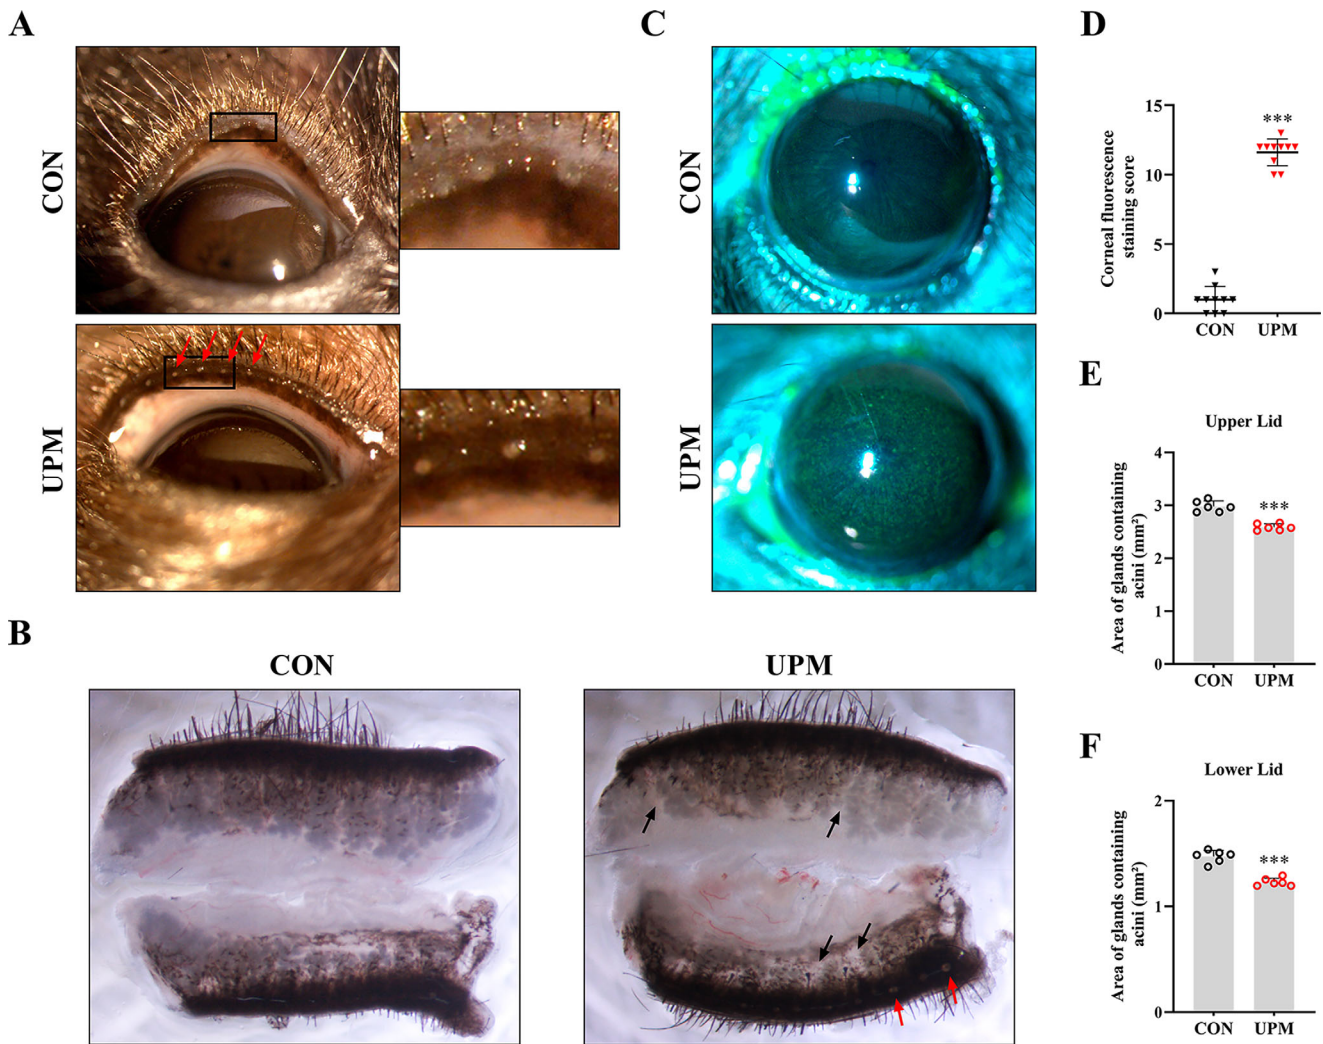 A
CON
UPM
B
CON
UPM
C
CON
UPM
D
Corneal fluorescence
staining score
15
10
5
0
***
CON
UPM
E
Upper Lid
Area of glands containing
acini (mm²)
4
3
2
1
0
***
CON
UPM
F
Lower Lid
Area of glands containing
acini (mm²)
2
1
0
***
CON
UPM